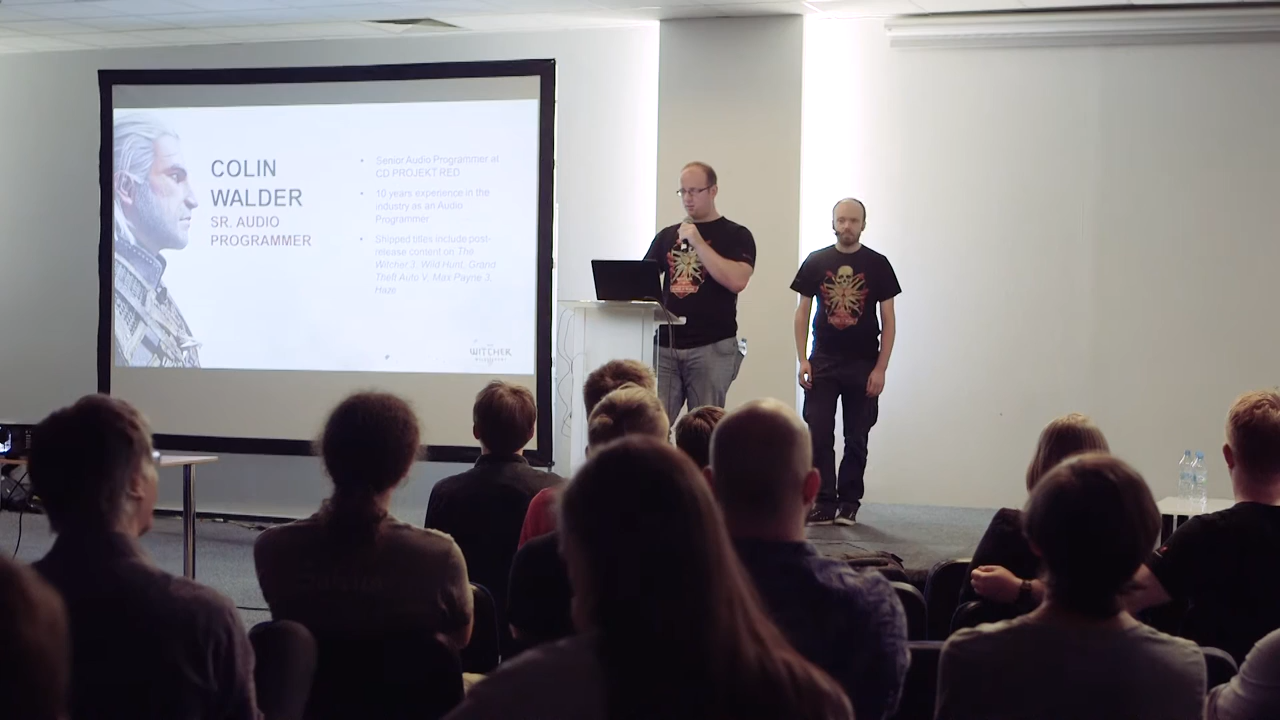 COLIN
WALDER
SR. AUDIO
PROGRAMMER
• Senior Audio Programmer at
CD PROJEKT RED
• 10 years experience in the
industry as an Audio
Programmer
• Shipped titles include post-
release content on The
Witcher 3: Wild Hunt, Grand
Theft Auto V, Max Payne 3,
Haze
WITCHER